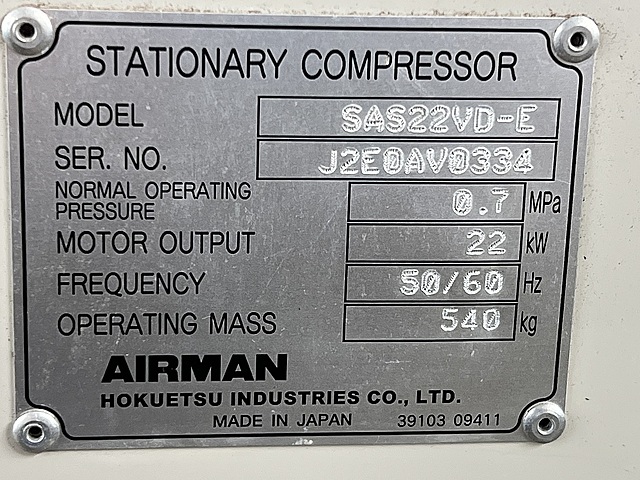 STATIONARY COMPRESSOR
MODEL SAS22VD-E
SER. NO. J2E0AV0334
NORMAL OPERATING
PRESSURE 0.7 MPa
MOTOR OUTPUT 22 kW
FREQUENCY 50/60 Hz
OPERATING MASS 540 kg
AIRMAN
HOKUETSU INDUSTRIES CO., LTD.
MADE IN JAPAN 39103 09411